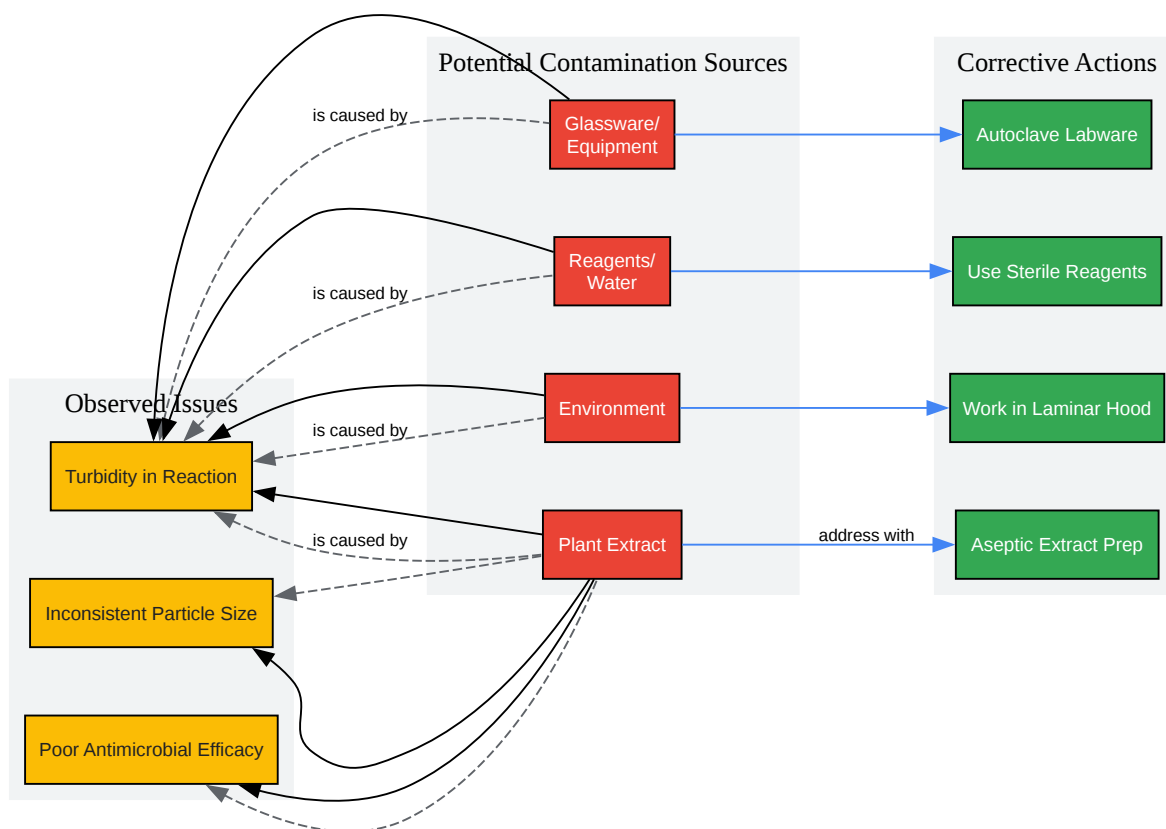 Potential Contamination Sources
Corrective Actions
is caused by
Glassware/
Equipment
Autoclave Labware
Reagents/
Water
Use Sterile Reagents
is caused by
Observed Issues
Environment
Work in Laminar Hood
is caused by
Turbidity in Reaction
is caused by
Plant Extract
address with
Aseptic Extract Prep
Inconsistent Particle Size
Poor Antimicrobial Efficacy